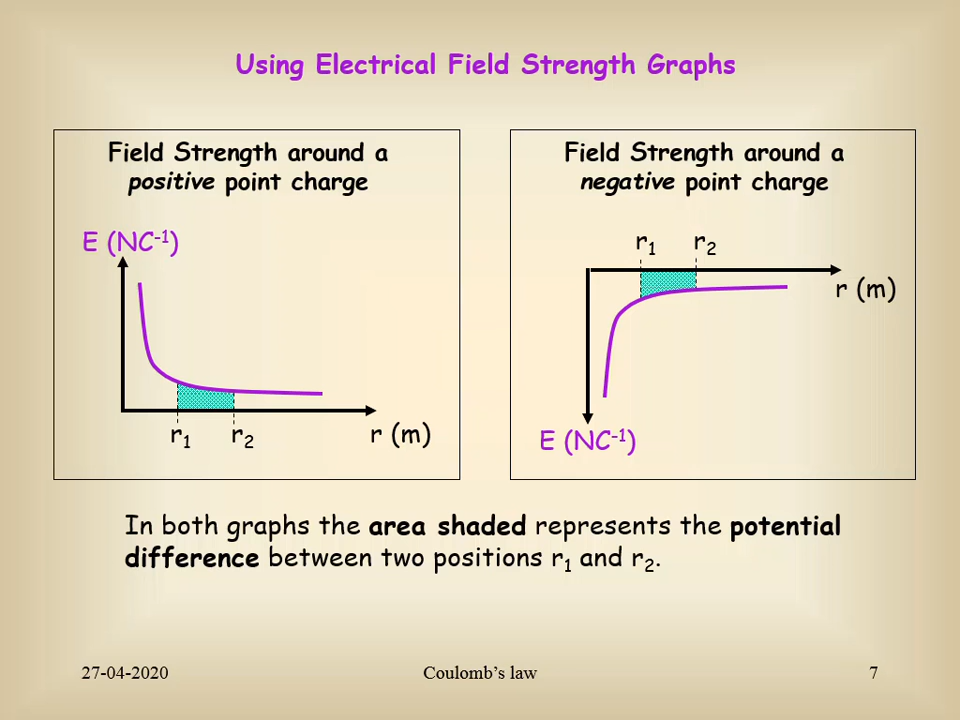 Using Electrical Field Strength Graphs
Field Strength around a
positive point charge
E (NC⁻¹)
r₁
r₂
r (m)
Field Strength around a
negative point charge
r₁
r₂
r (m)
E (NC⁻¹)
In both graphs the area shaded represents the potential
difference between two positions r₁ and r₂.
27-04-2020
Coulomb’s law
7